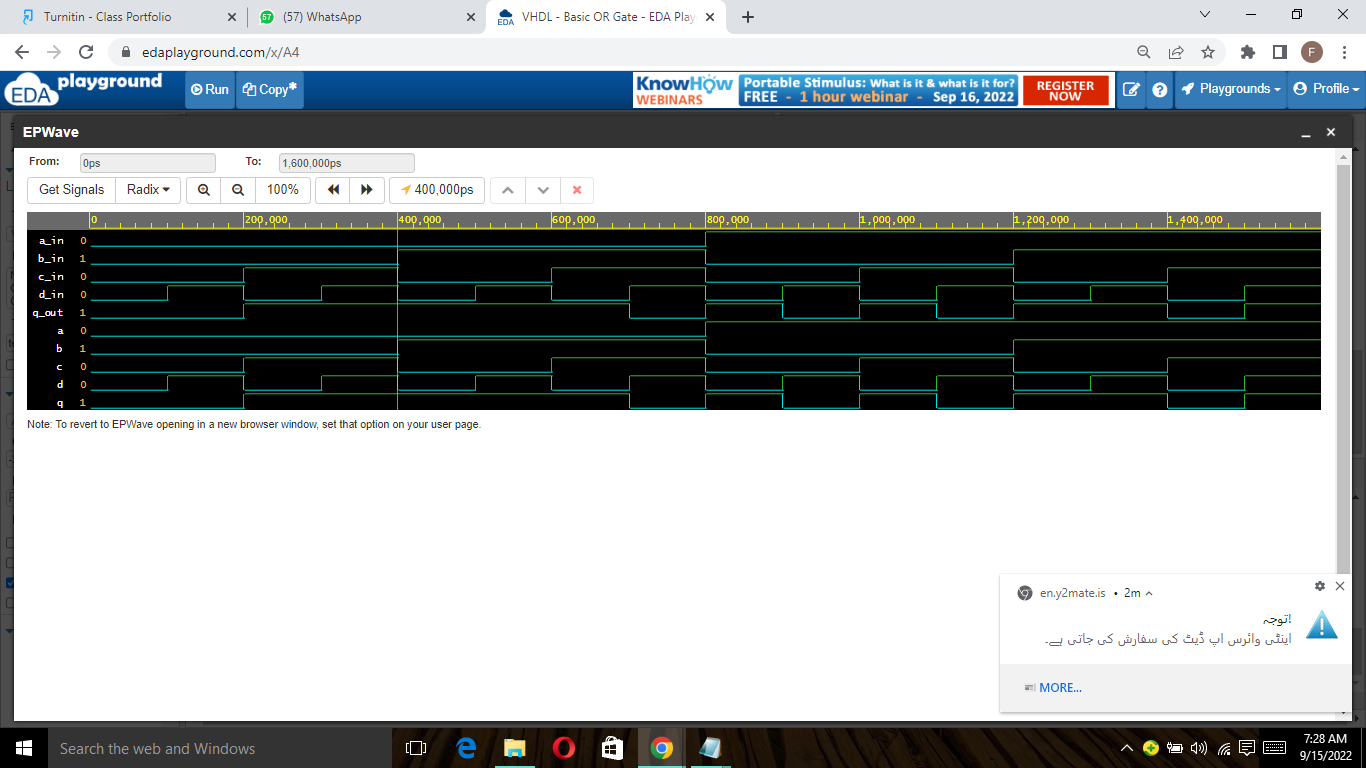 Turnitin - Class Portfolio
(57) WhatsApp
VHDL - Basic OR Gate - EDA Play
edaplayground.com/x/A4
F
EDA playground
Run
Copy*
KnowHow WEBINARS
Portable Stimulus: What is it & what is it for?
FREE - 1 hour webinar - Sep 16, 2022
REGISTER NOW
Playgrounds
Profile
EPWave
From: 0ps To: 1,600,000ps
Get Signals Radix 100% 400,000ps
0 200,000 400,000 600,000 800,000 1,000,000 1,200,000 1,400,000
a_in 0
b_in 1
c_in 0
d_in 0
q_out 1
a 0
b 1
c 0
d 0
q 1
Note: To revert to EPWave opening in a new browser window, set that option on your user page.
en.y2mate.is • 2m
توجہ!
اینٹی وائرس اپ ڈیٹ کی سفارش کی جاتی ہے۔
MORE...
Search the web and Windows
7:28 AM
9/15/2022